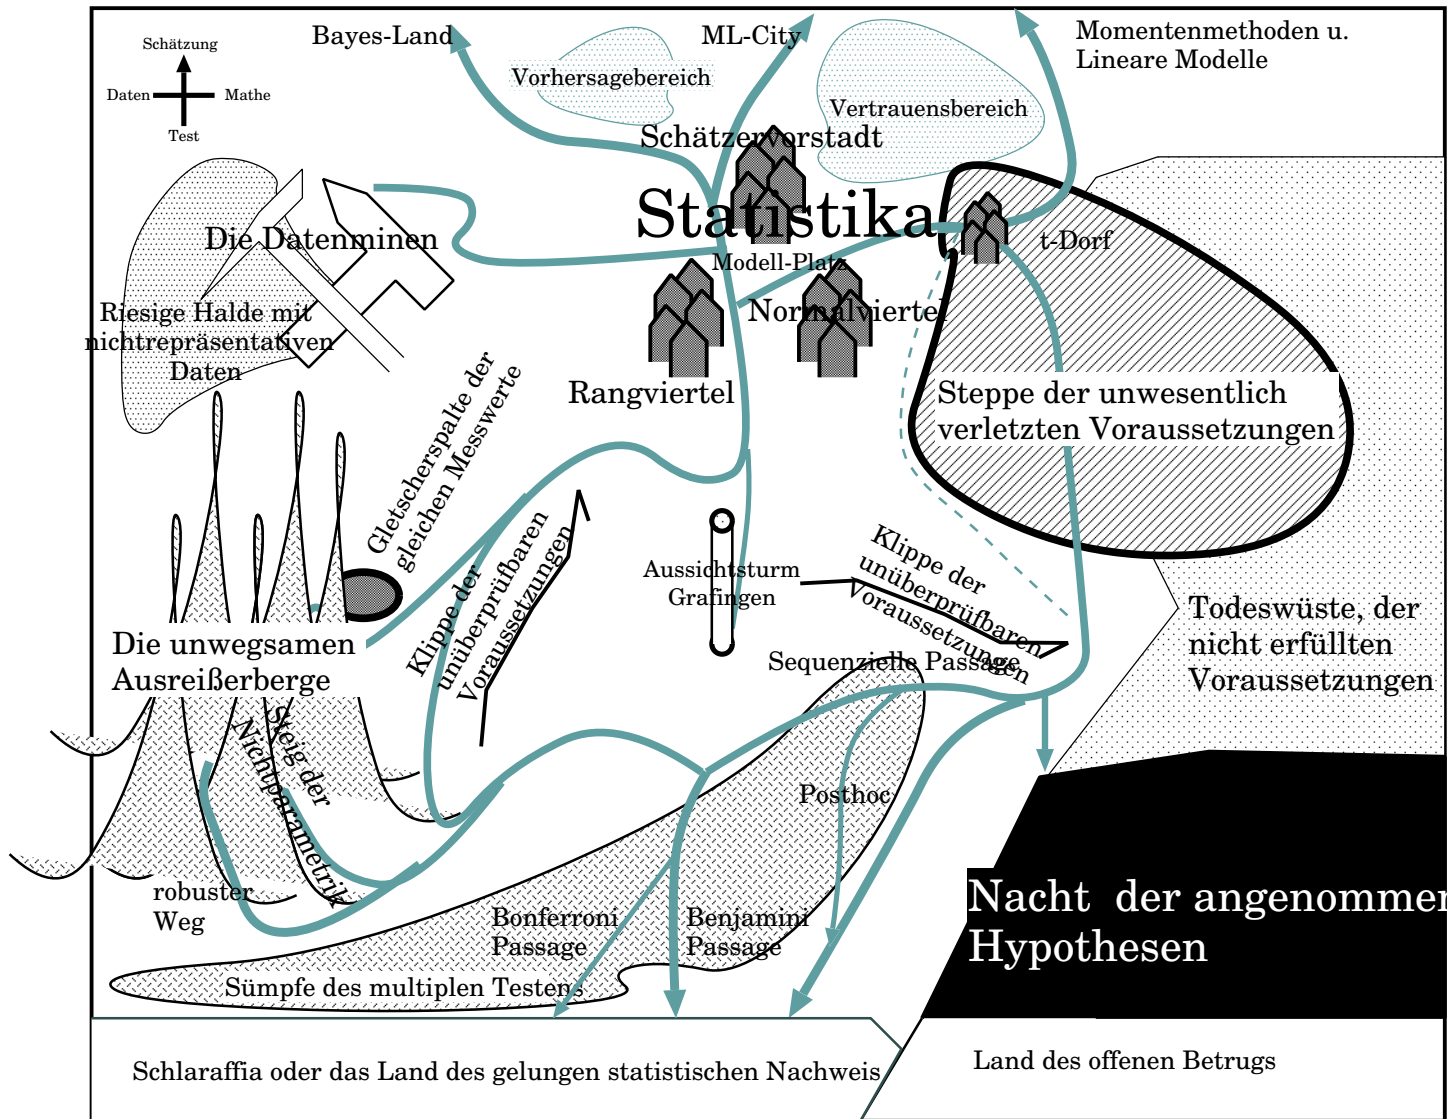 Bayes-Land
ML-City
Momentenmethoden u.
Lineare Modelle
Schätzung
Daten
Mathe
Test
Vorhersagebereich
Vertrauensbereich
Schätzervorstadt
Statistika
Die Datenminen
t-Dorf
Modell-Platz
Riesige Halde mit
nichtrepräsentativen
Daten
Normalviertel
Rangviertel
Steppe der unwesentlich
verletzten Voraussetzungen
Gletscherspalte der
gleichen Messwerte
Klippe der
unüberprüfbaren
Voraussetzungen
Aussichtsturm
Grafingen
Klippe der
unüberprüfbaren
Voraussetzungen
Todeswüste, der
nicht erfüllten
Voraussetzungen
Die unwegsamen
Ausreißerberge
Sequenzielle Passage
Steig der
Nichtparametrik
Posthoc
robuster
Weg
Bonferroni
Passage
Benjamini
Passage
Nacht der angenommen
Hypothesen
Sümpfe des multiplen Testens
Schlaraffia oder das Land des gelungen statistischen Nachweis
Land des offenen Betrugs